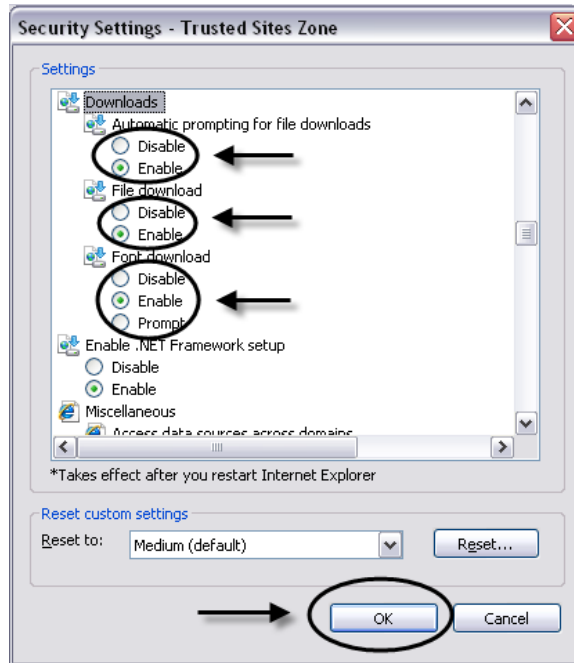 Security Settings - Trusted Sites Zone
Settings
Downloads
Automatic prompting for file downloads
Disable
Enable
File download
Disable
Enable
Font download
Disable
Enable
Prompt
Enable .NET Framework setup
Disable
Enable
Miscellaneous
Access data sources across domains
*Takes effect after you restart Internet Explorer
Reset custom settings
Reset to: Medium (default) Reset...
OK Cancel